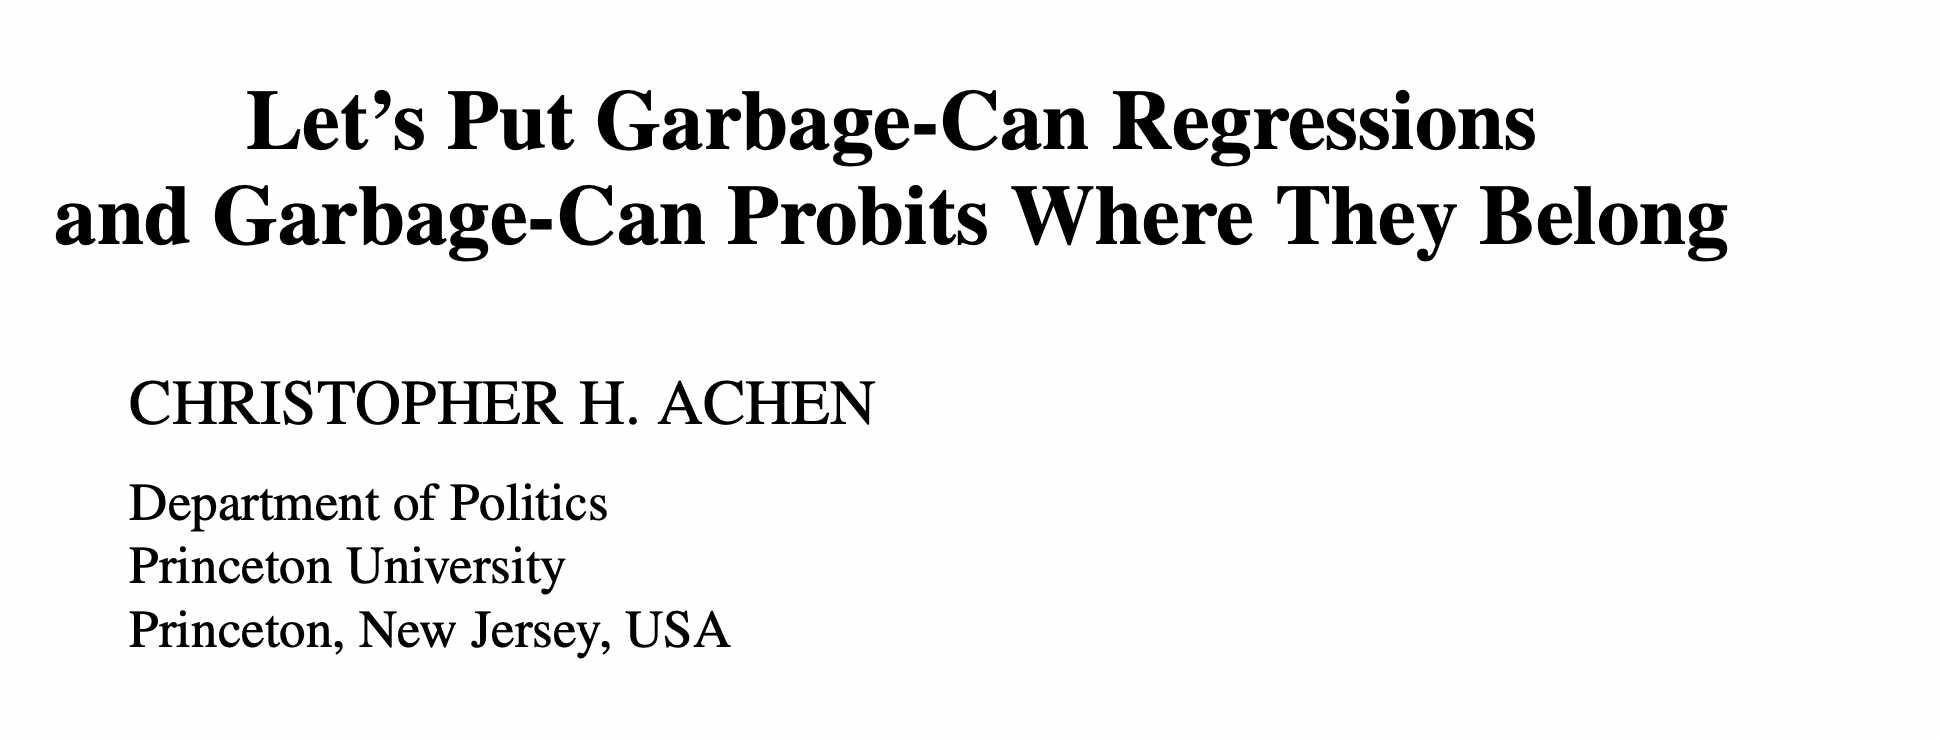 Let’s Put Garbage-Can Regressions
and Garbage-Can Probits Where They Belong
CHRISTOPHER H. ACHEN
Department of Politics
Princeton University
Princeton, New Jersey, USA